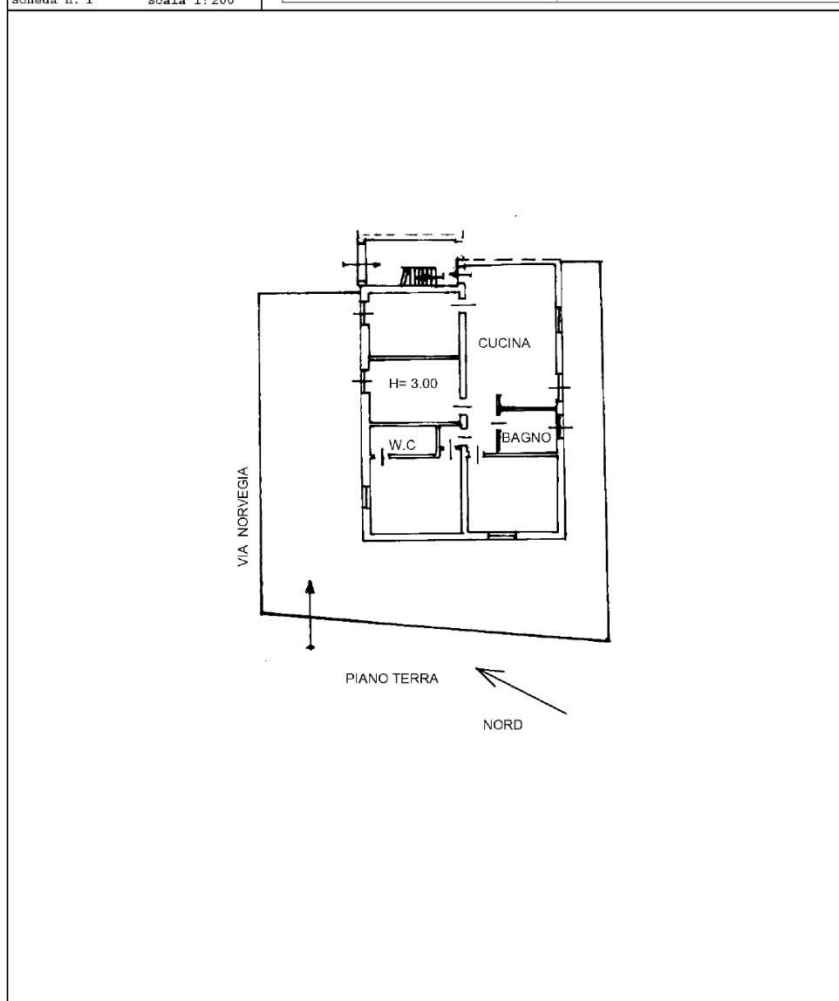 Scheda n. 1 Scala 1:200
CUCINA
H= 3.00
W.C
BAGNO
VIA NORVEGIA
PIANO TERRA
NORD